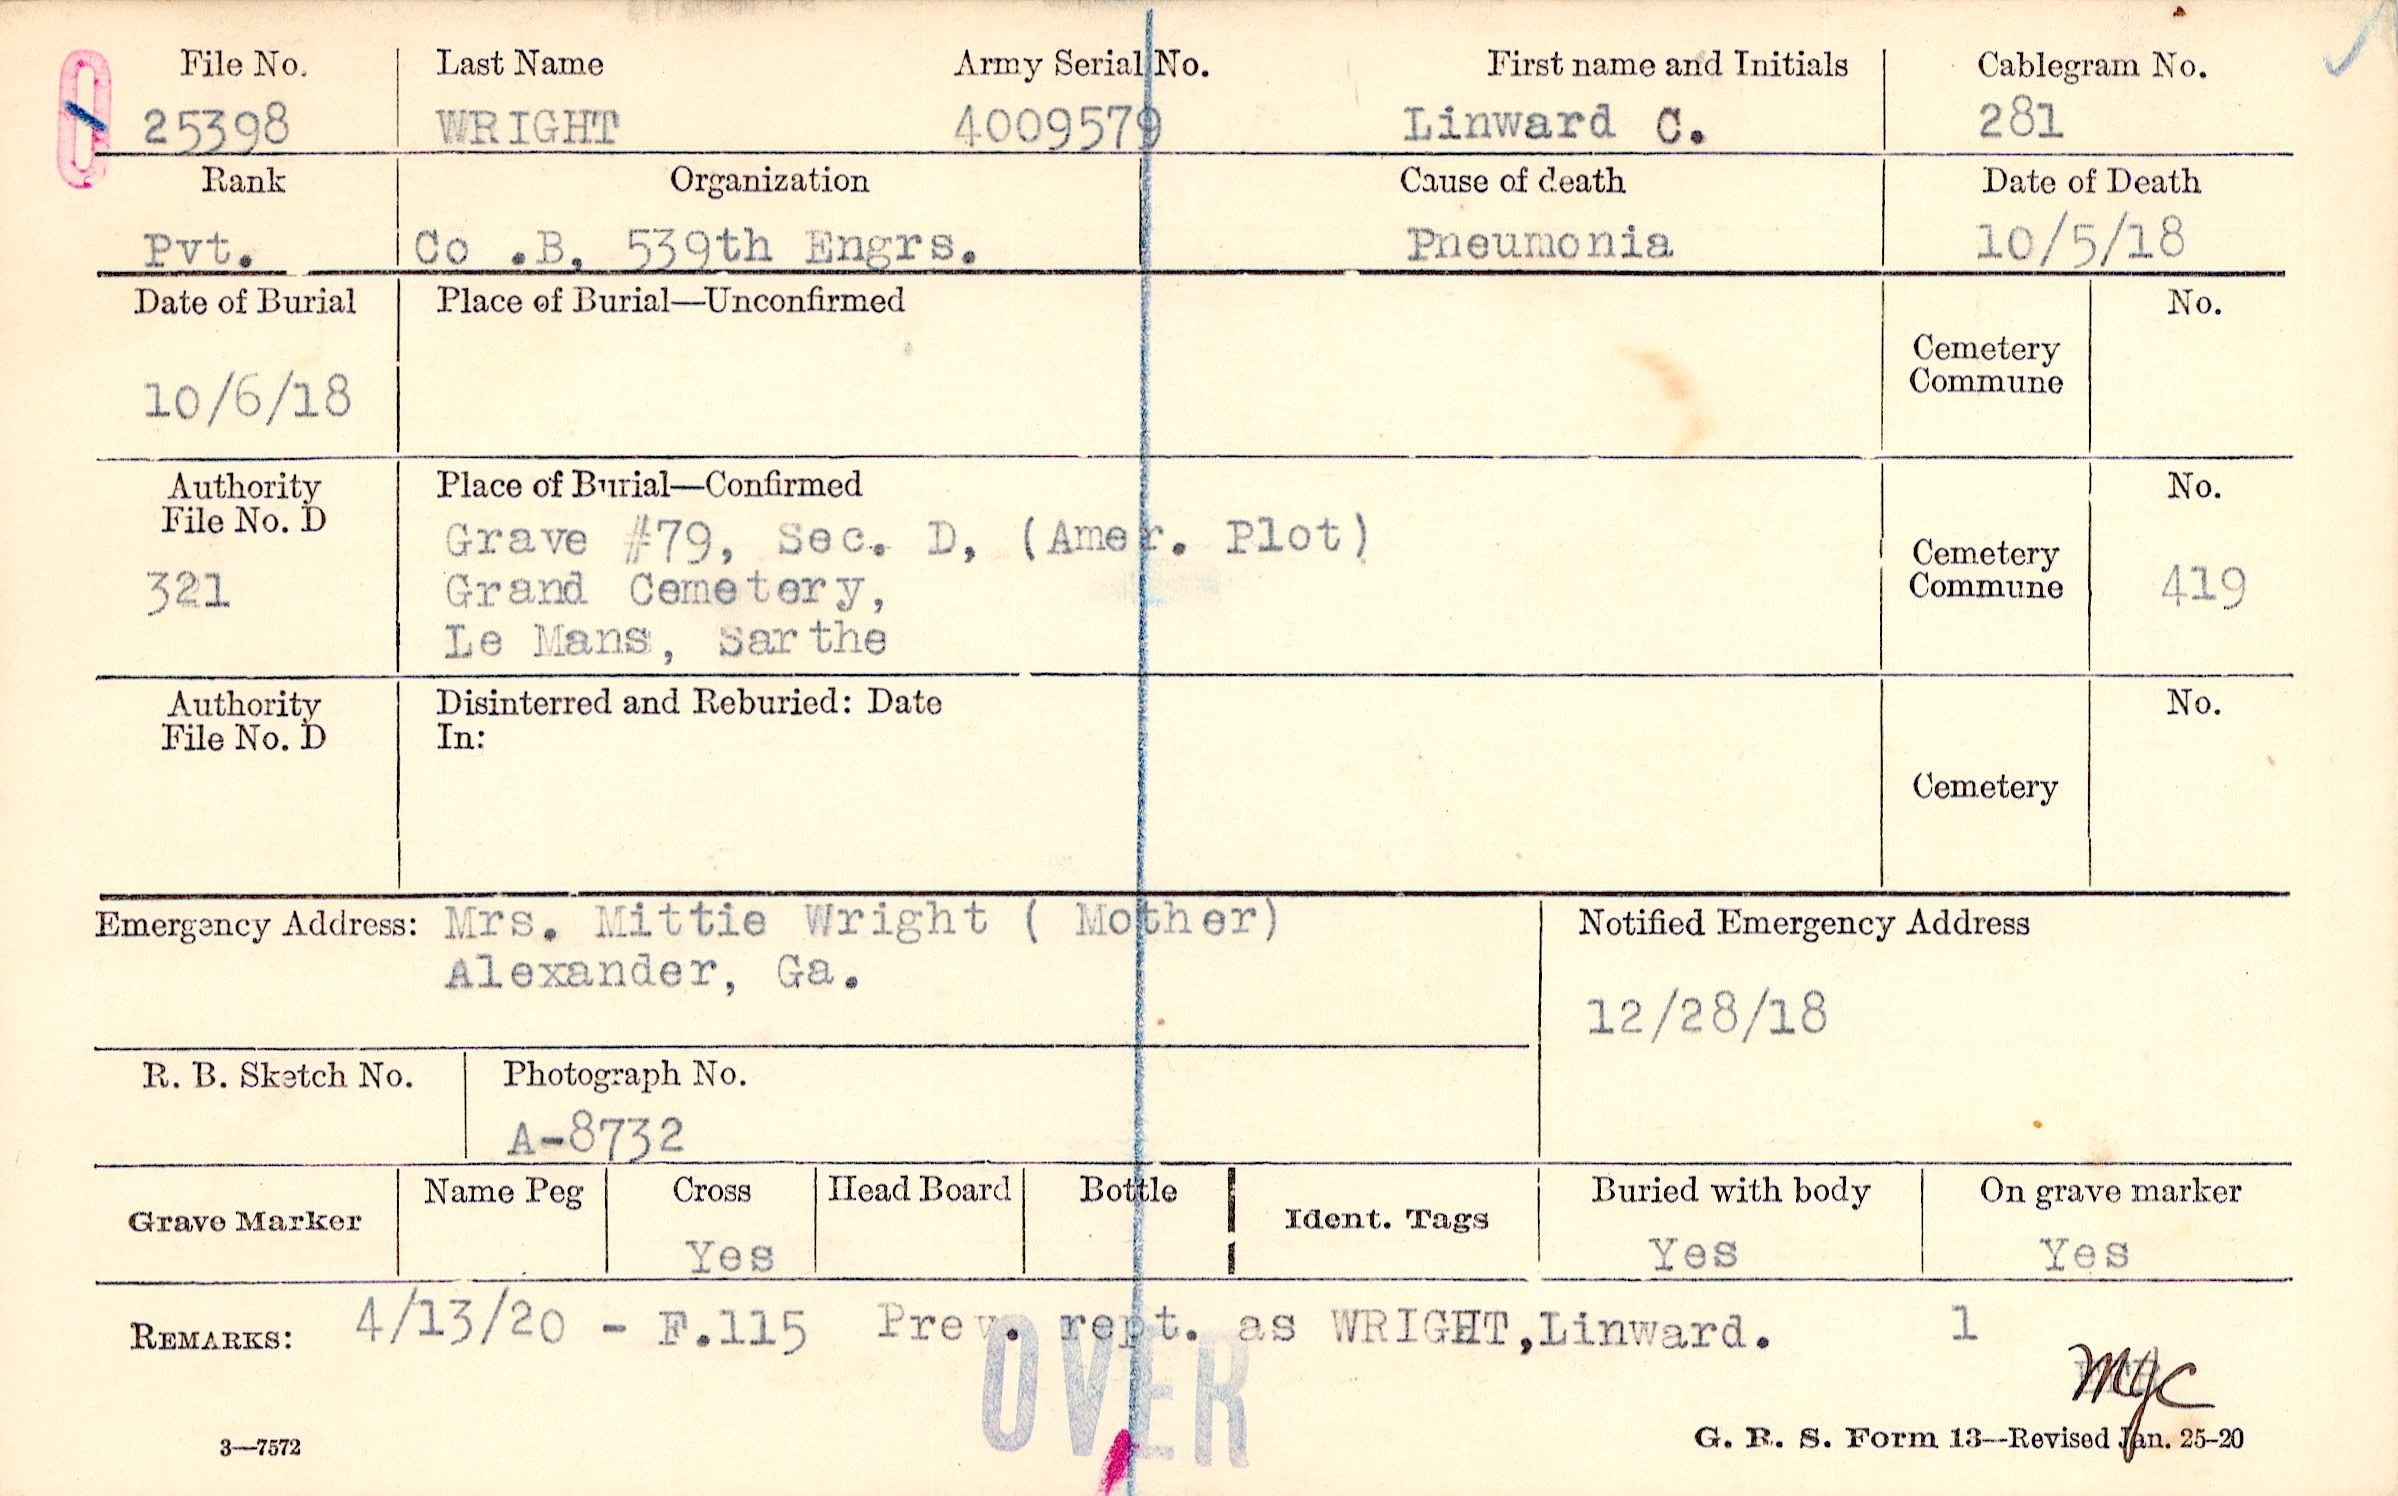 File No. Last Name Army Serial No. First name and Initials Cablegram No.
25398 WRIGHT 4009579 Linward C. 281
Rank Organization Cause of death Date of Death
Pvt. Co .B. 539th Engrs. Pneumonia 10/5/18
Date of Burial Place of Burial—Unconfirmed No.
Cemetery
Commune
10/6/18
Authority Place of Burial—Confirmed No.
File No. D
Grave #79, Sec. D, (Amer. Plot)
Cemetery
321 Grand Cemetery, Commune 419
Le Mans, Sarthe
Authority Disinterred and Reburied: Date No.
File No. D In:
Cemetery
Emergency Address: Mrs. Mittie Wright ( Mother) Notified Emergency Address
Alexander, Ga.
12/28/18
R. B. Sketch No. Photograph No.
A-8732
Name Peg Cross Head Board Bottle Buried with body On grave marker
Grave Marker Ident. Tags
Yes Yes Yes
REMARKS: 4/13/20 - F.115 Prev. rept. as WRIGHT,Linward. 1
OVER
MJC
3—7572 G. R. S. Form 13—Revised Jan. 25-20